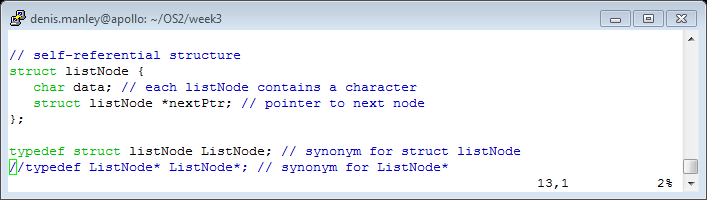 denis.manley@apollo: ~/OS2/week3
// self-referential structure
struct listNode {
   char data; // each listNode contains a character
   struct listNode *nextPtr; // pointer to next node
};
typedef struct listNode ListNode; // synonym for struct listNode
//typedef ListNode* ListNode*; // synonym for ListNode*
13,1 2%